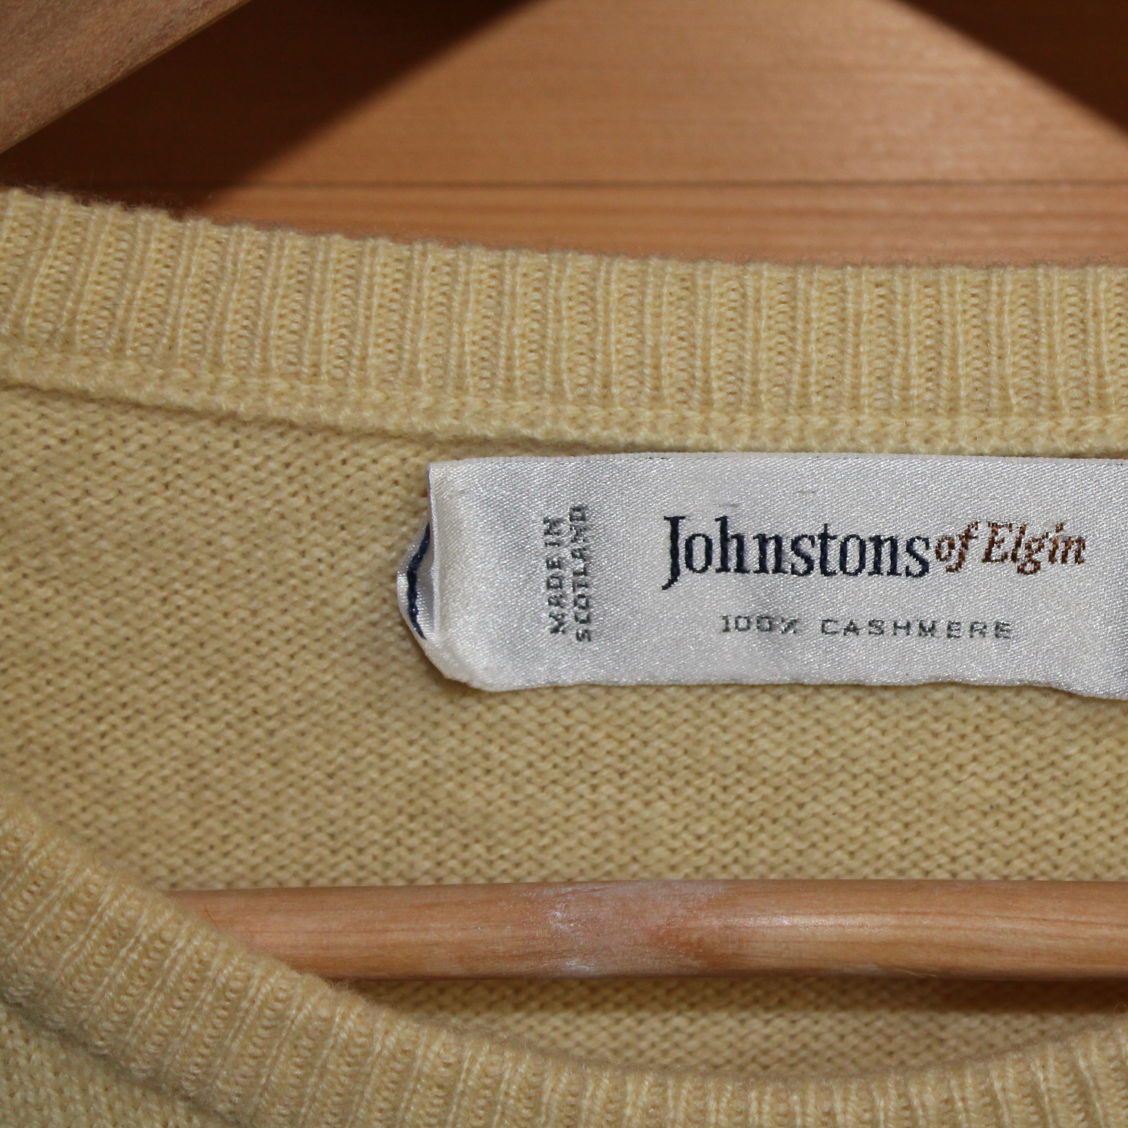 MADE IN
SCOTLAND
Johnstons of Elgin
100% CASHMERE